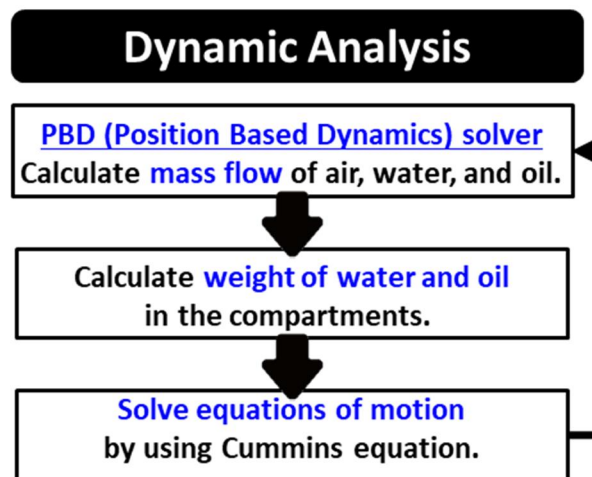 Dynamic Analysis
PBD (Position Based Dynamics) solver
Calculate mass flow of air, water, and oil.
Calculate weight of water and oil
in the compartments.
Solve equations of motion
by using Cummins equation.